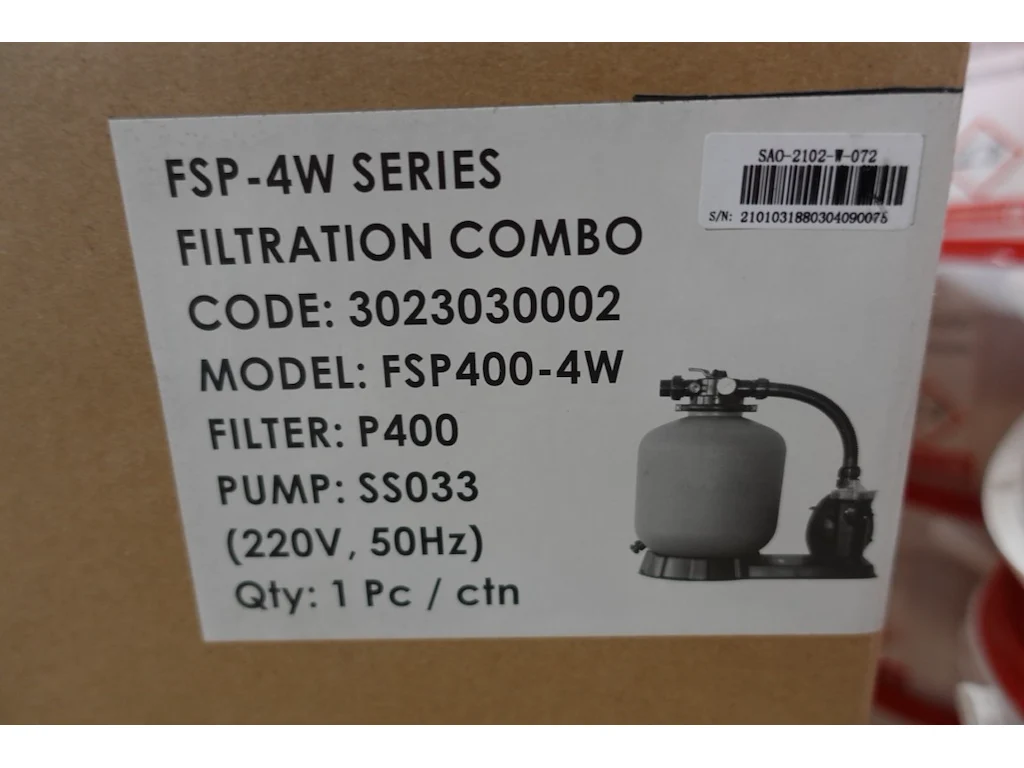 FSP-4W SERIES
FILTRATION COMBO
CODE: 3023030002
MODEL: FSP400-4W
FILTER: P400
PUMP: SS033
(220V, 50Hz)
Qty: 1 Pc / ctn
SAO-2102-W-072
S/N: 2101031880304090075